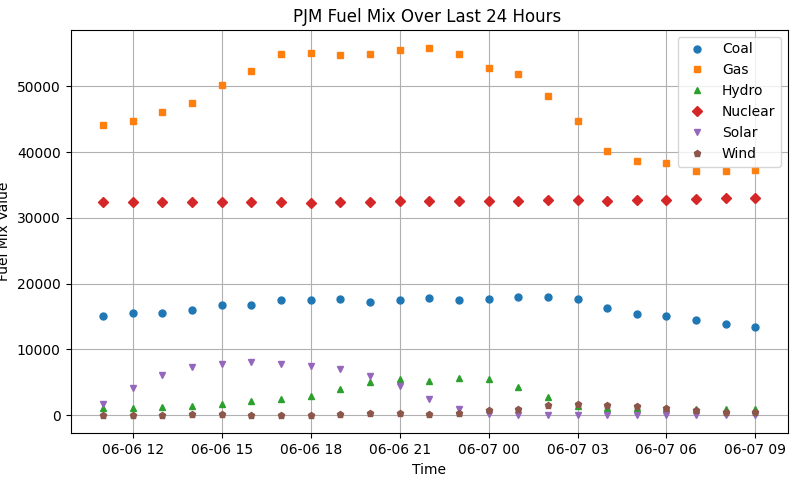 PJM Fuel Mix Over Last 24 Hours
Coal
Gas
Hydro
Nuclear
Solar
Wind
50000
40000
30000
20000
10000
0
Fuel Mix Value
06-06 12 06-06 15 06-06 18 06-06 21 06-07 00 06-07 03 06-07 06 06-07 09
Time